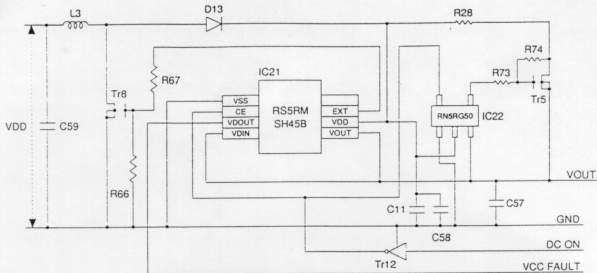 L3
D13
R28
R74
R67
IC21
R73
Tr8
VSS
CE
VDOUT
VDIN
RS5RM
SH45B
EXT
VDD
VOUT
RN5RG50
IC22
Tr5
VDD
C59
R66
VOUT
C11
C58
C57
GND
DC ON
Tr12
VCC FAULT